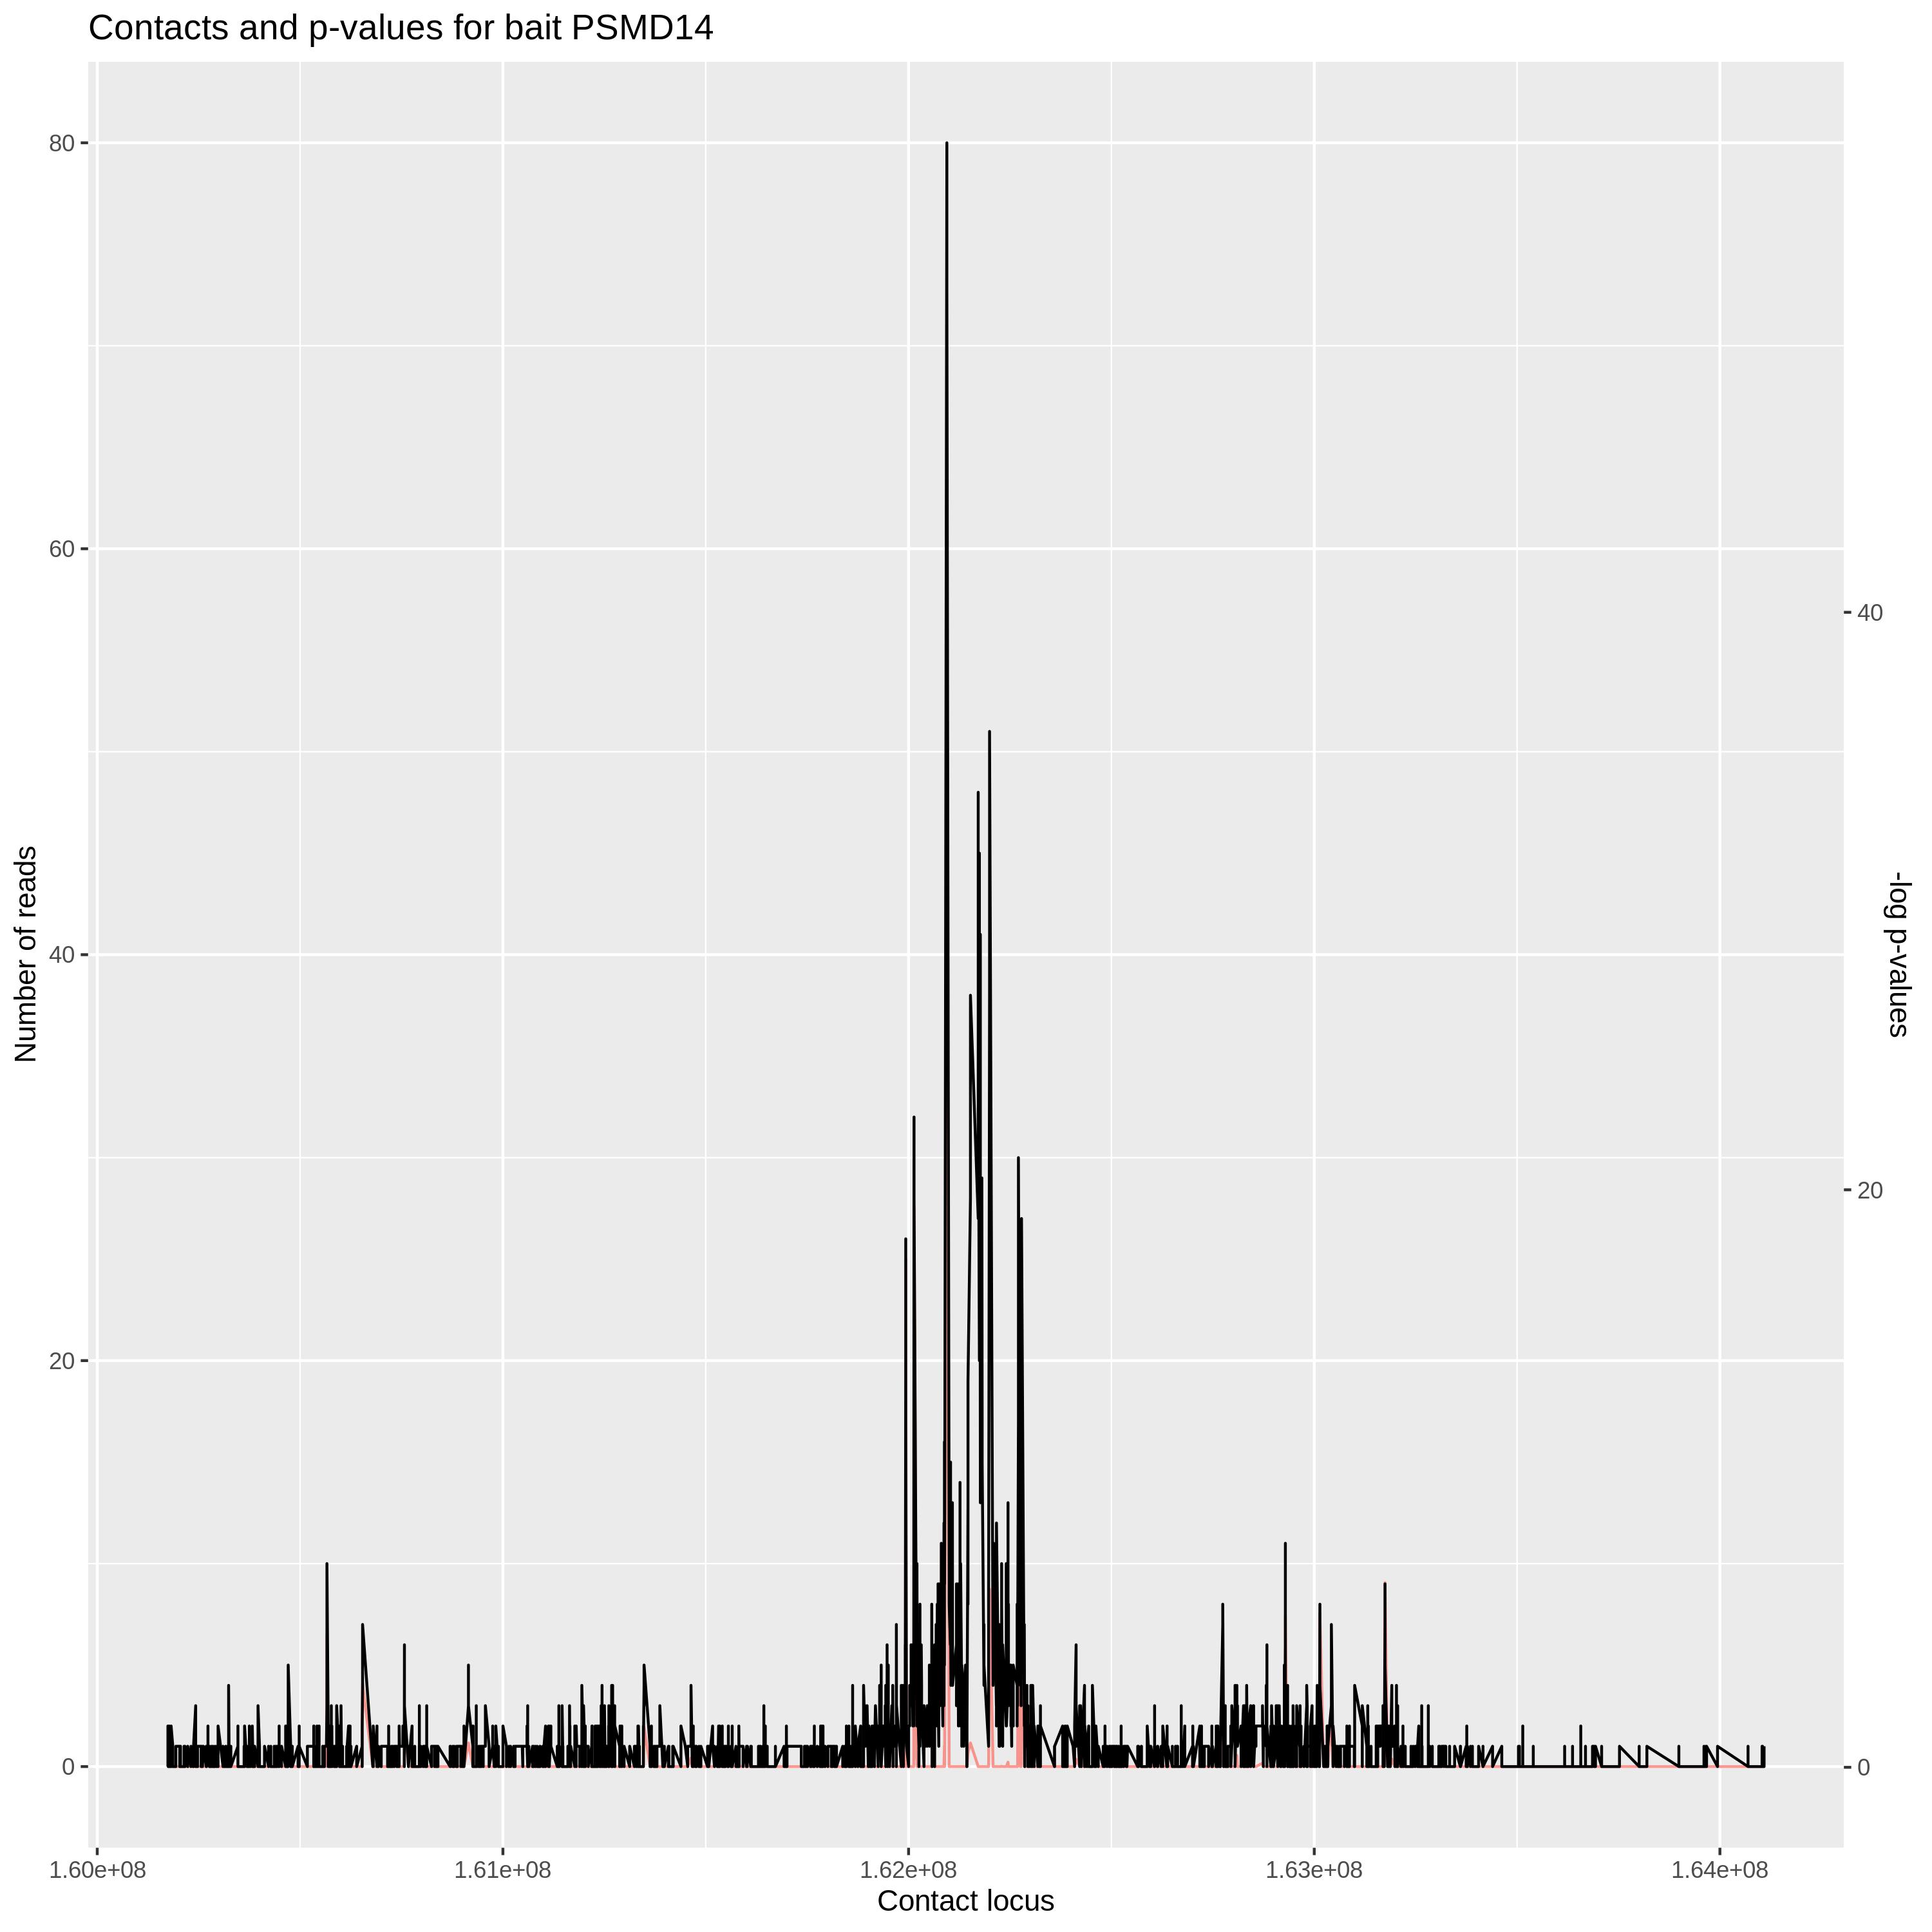 Contacts and p-values for bait PSMD14
80
60
40
20
0
Number of reads
40
20
0
-log p-values
1.60e+08
1.61e+08
1.62e+08
1.63e+08
1.64e+08
Contact locus